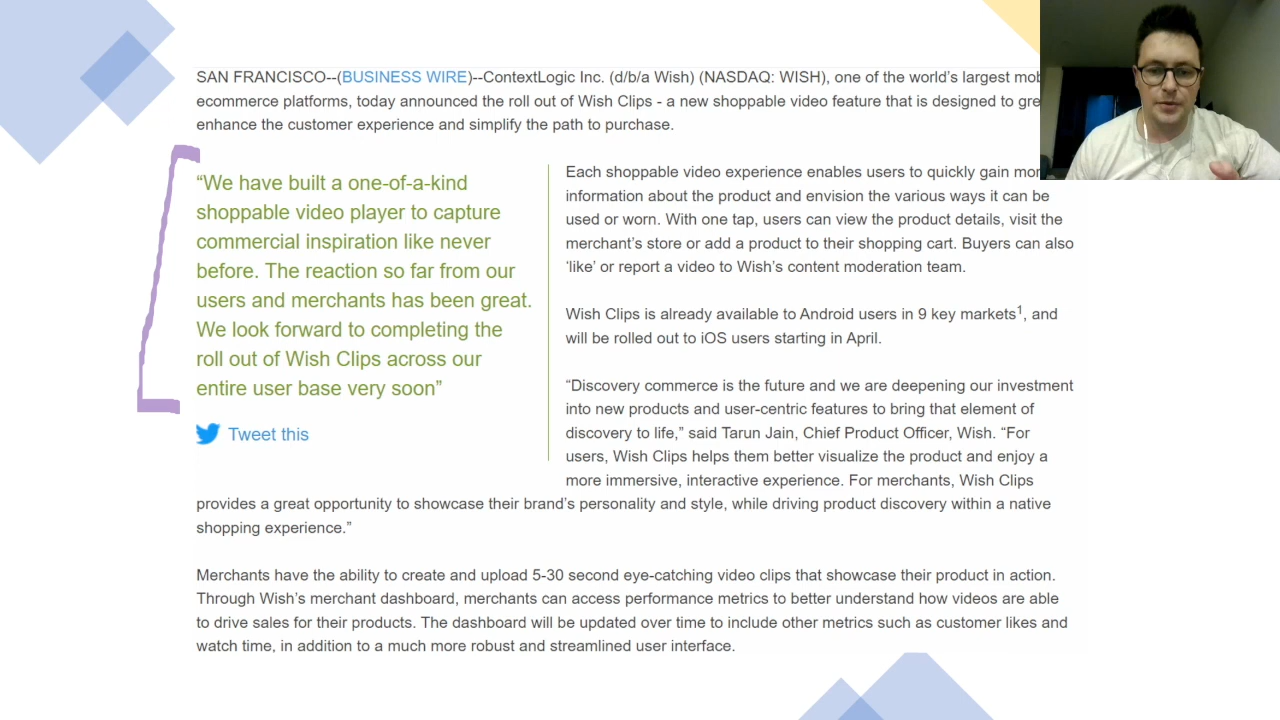 SAN FRANCISCO--(BUSINESS WIRE)--ContextLogic Inc. (d/b/a Wish) (NASDAQ: WISH), one of the world’s largest
ecommerce platforms, today announced the roll out of Wish Clips - a new shoppable video feature that is designed to
enhance the customer experience and simplify the path to purchase.
“We have built a one-of-a-kind
shoppable video player to capture
commercial inspiration like never
before. The reaction so far from our
users and merchants has been great.
We look forward to completing the
roll out of Wish Clips across our
entire user base very soon”
Tweet this
Each shoppable video experience enables users to quickly gain
information about the product and envision the various ways it can be
used or worn. With one tap, users can view the product details, visit the
merchant’s store or add a product to their shopping cart. Buyers can also
‘like’ or report a video to Wish’s content moderation team.
Wish Clips is already available to Android users in 9 key markets1, and
will be rolled out to iOS users starting in April.
“Discovery commerce is the future and we are deepening our investment
into new products and user-centric features to bring that element of
discovery to life,” said Tarun Jain, Chief Product Officer, Wish. “For
users, Wish Clips helps them better visualize the product and enjoy a
more immersive, interactive experience. For merchants, Wish Clips
provides a great opportunity to showcase their brand’s personality and style, while driving product discovery within a native
shopping experience.”
Merchants have the ability to create and upload 5-30 second eye-catching video clips that showcase their product in action.
Through Wish’s merchant dashboard, merchants can access performance metrics to better understand how videos are able
to drive sales for their products. The dashboard will be updated over time to include other metrics such as customer likes and
watch time, in addition to a much more robust and streamlined user interface.